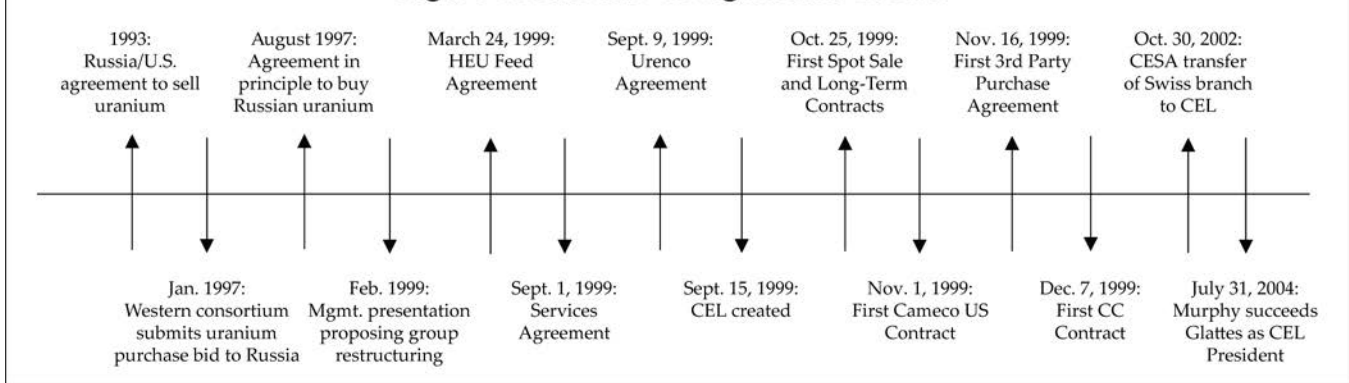 1993:
Russia/U.S.
agreement to sell
uranium
August 1997:
Agreement in
principle to buy
Russian uranium
March 24, 1999:
HEU Feed
Agreement
Sept. 9, 1999:
Urenco
Agreement
Oct. 25, 1999:
First Spot Sale
and Long-Term
Contracts
Nov. 16, 1999:
First 3rd Party
Purchase
Agreement
Oct. 30, 2002:
CESA transfer
of Swiss branch
to CEL
Jan. 1997:
Western consortium
submits uranium
purchase bid to Russia
Feb. 1999:
Mgmt. presentation
proposing group
restructuring
Sept. 1, 1999:
Services
Agreement
Sept. 15, 1999:
CEL created
Nov. 1, 1999:
First Cameco US
Contract
Dec. 7, 1999:
First CC
Contract
July 31, 2004:
Murphy succeeds
Glattes as CEL
President